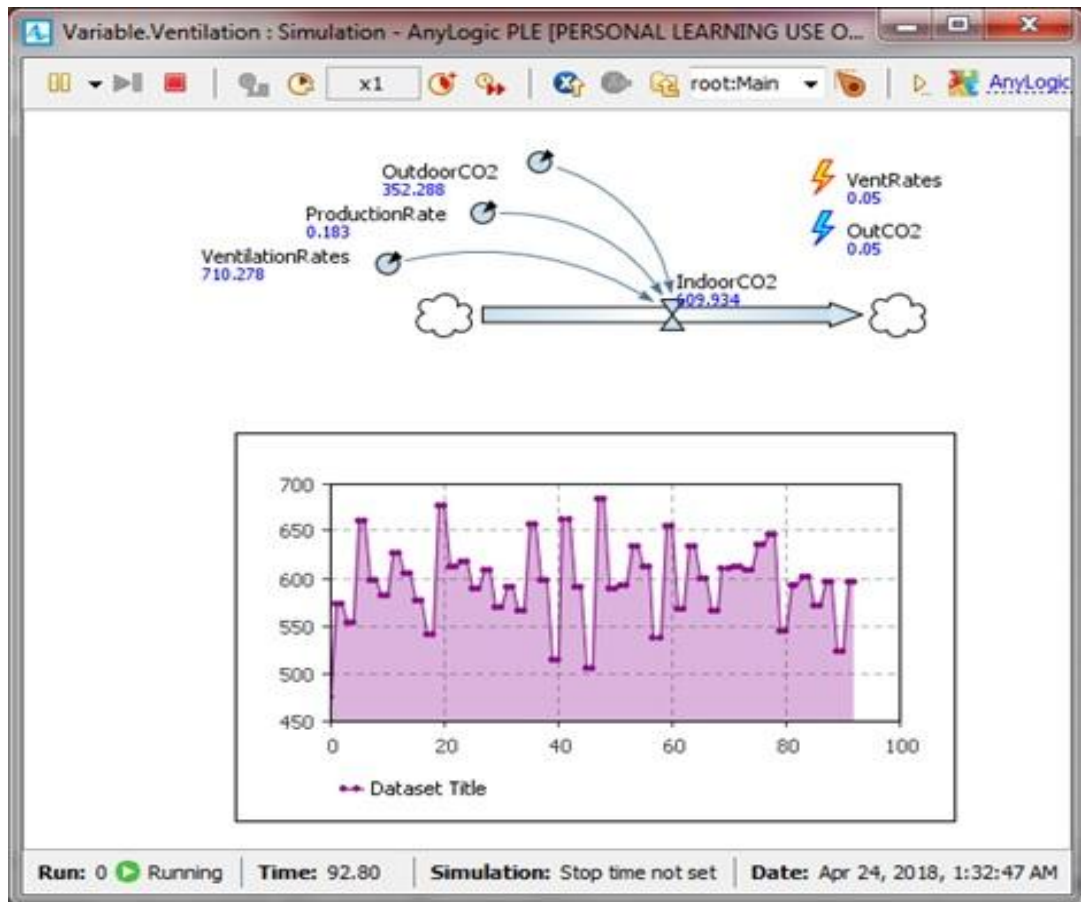 Variable.Ventilation : Simulation - AnyLogic PLE [PERSONAL LEARNING USE O...
x1 root:Main AnyLogic
OutdoorCO2
352.288
ProductionRate
0.183
VentilationRates
710.278
VentRates
0.05
OutCO2
0.05
IndoorCO2
609.934
700
650
600
550
500
450
0 20 40 60 80 100
Dataset Title
Run: 0 Running Time: 92.80 Simulation: Stop time not set Date: Apr 24, 2018, 1:32:47 AM